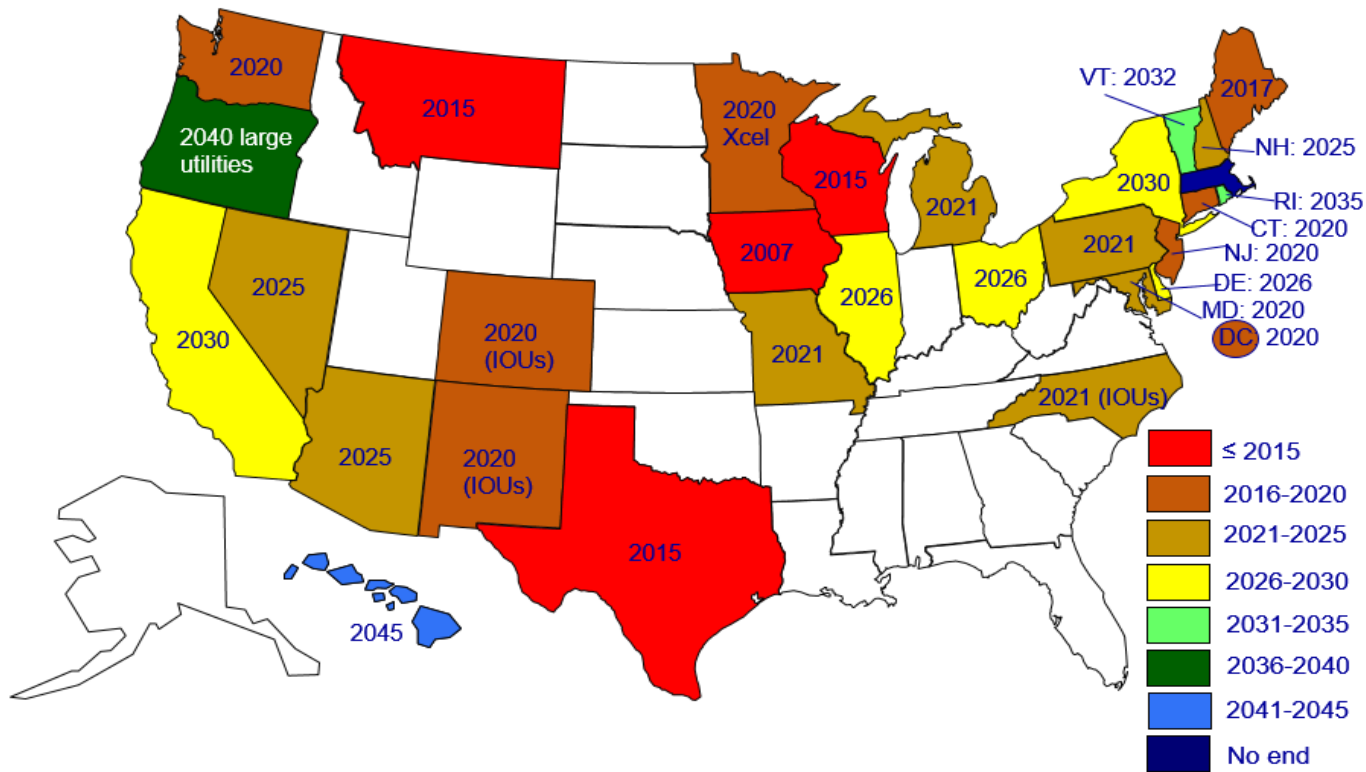 2020
2015
2020
Xcel
2017
VT: 2032
2040 large
utilities
2015
NH: 2025
2030
2021
RI: 2035
CT: 2020
2021
NJ: 2020
2007
2025
DE: 2026
2026
2026
MD: 2020
2030
2020
(IOUs)
DC 2020
2021
2021 (IOUs)
2025
2020
(IOUs)
2015
2045
≤ 2015
2016-2020
2021-2025
2026-2030
2031-2035
2036-2040
2041-2045
No end